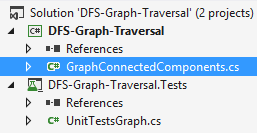 Solution 'DFS-Graph-Traversal' (2 projects)
C# DFS-Graph-Traversal
References
C# GraphConnectedComponents.cs
DFS-Graph-Traversal.Tests
References
C# UnitTestsGraph.cs